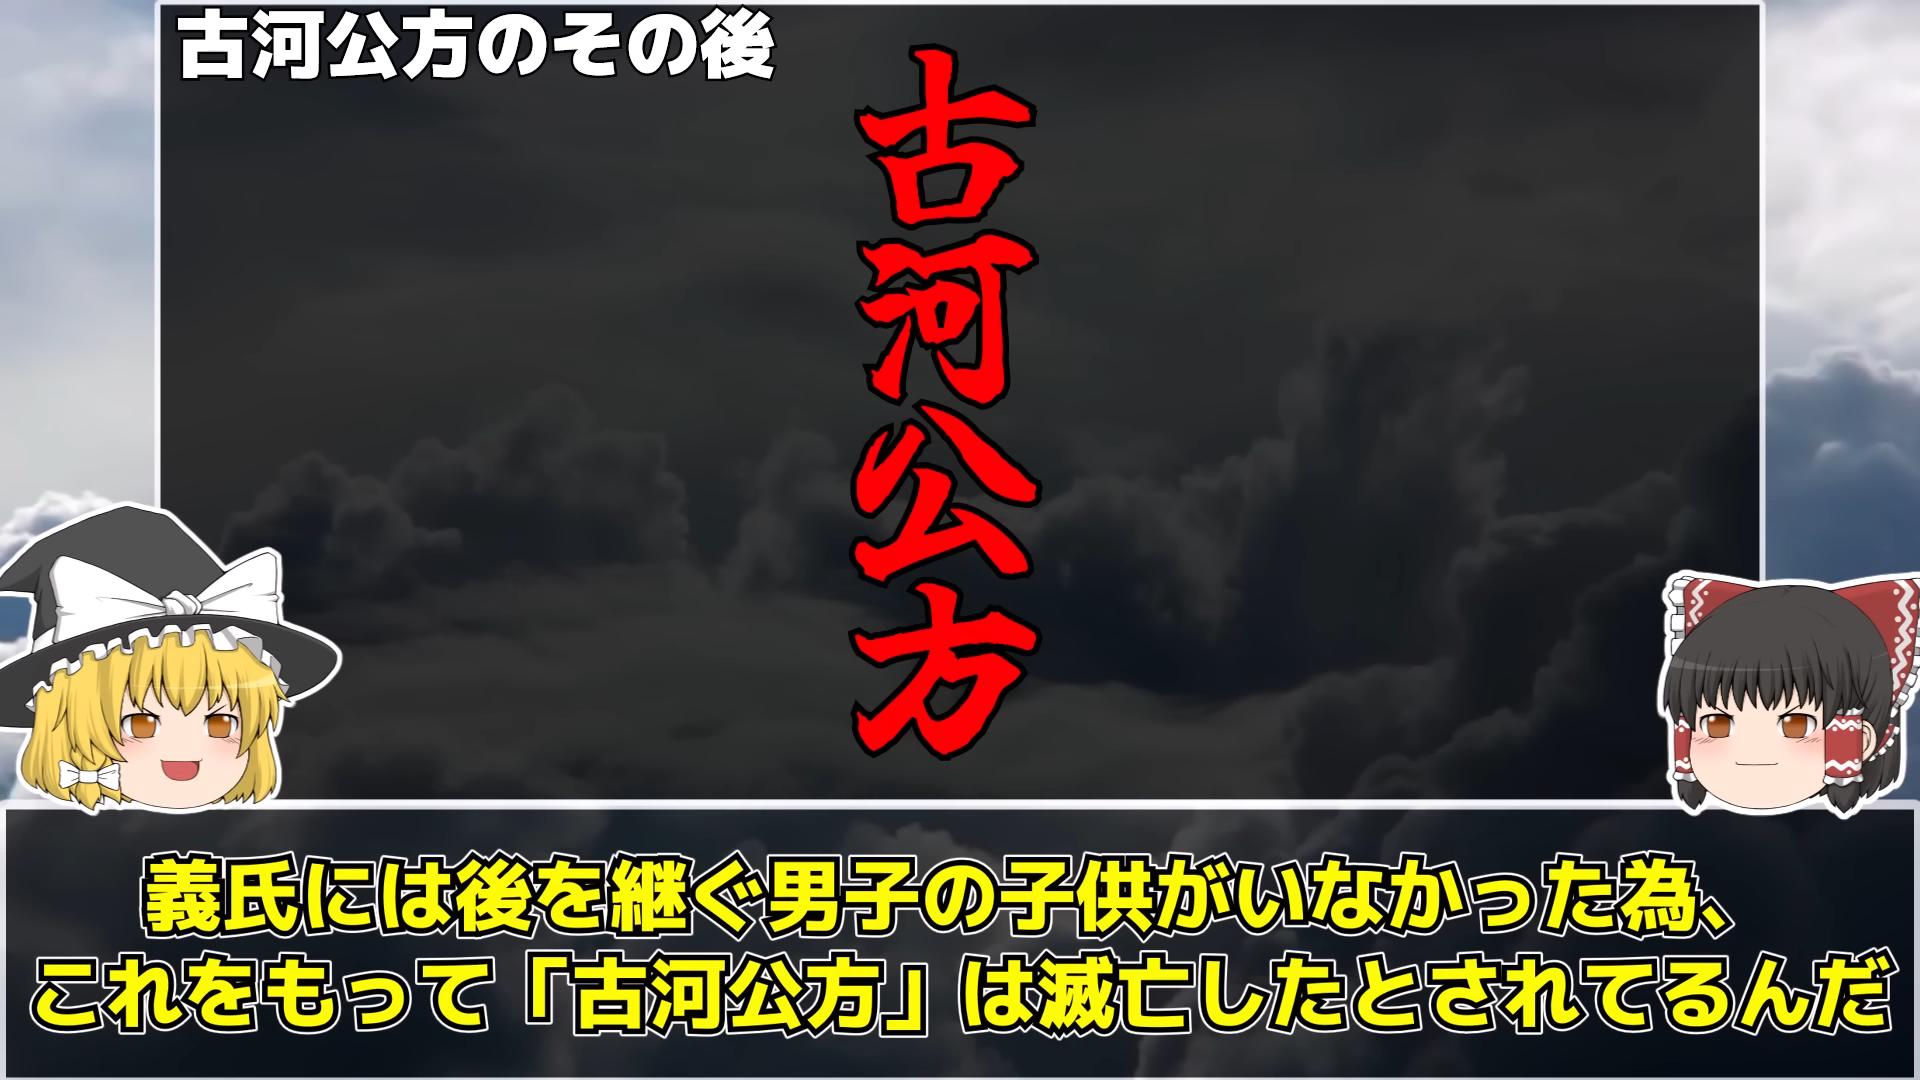 古河公方のその後
古河公方
義氏には後を継ぐ男子の子供がいなかった為、
これをもって「古河公方」は滅亡したとされてるんだ